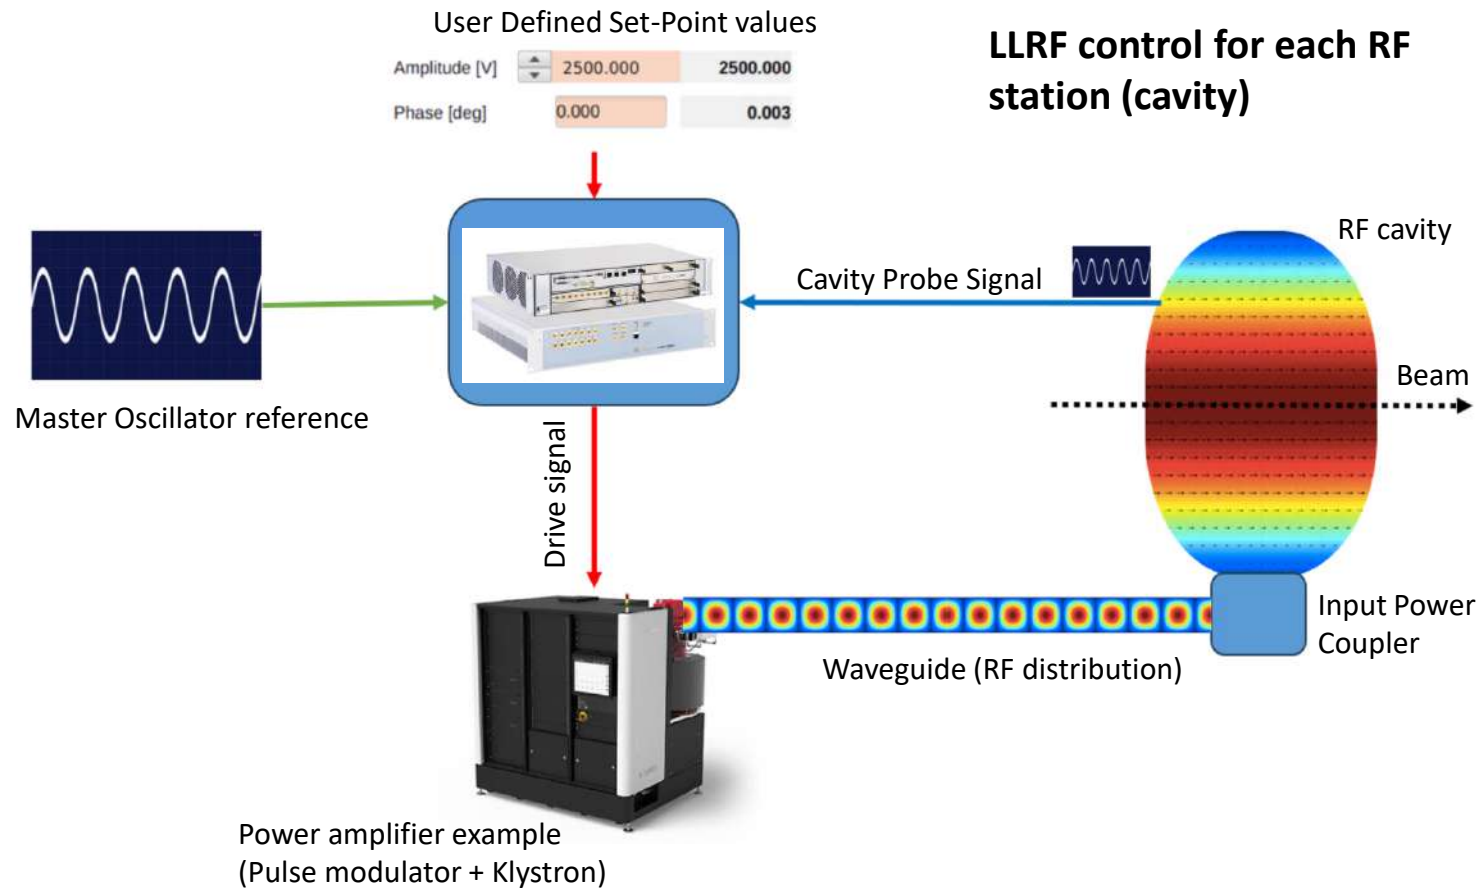 User Defined Set-Point values
Amplitude [V] 2500.000 2500.000
Phase [deg] 0.000 0.003
LLRF control for each RF
station (cavity)
RF cavity
Cavity Probe Signal
Beam
Master Oscillator reference
Drive signal
Input Power
Coupler
Waveguide (RF distribution)
Power amplifier example
(Pulse modulator + Klystron)